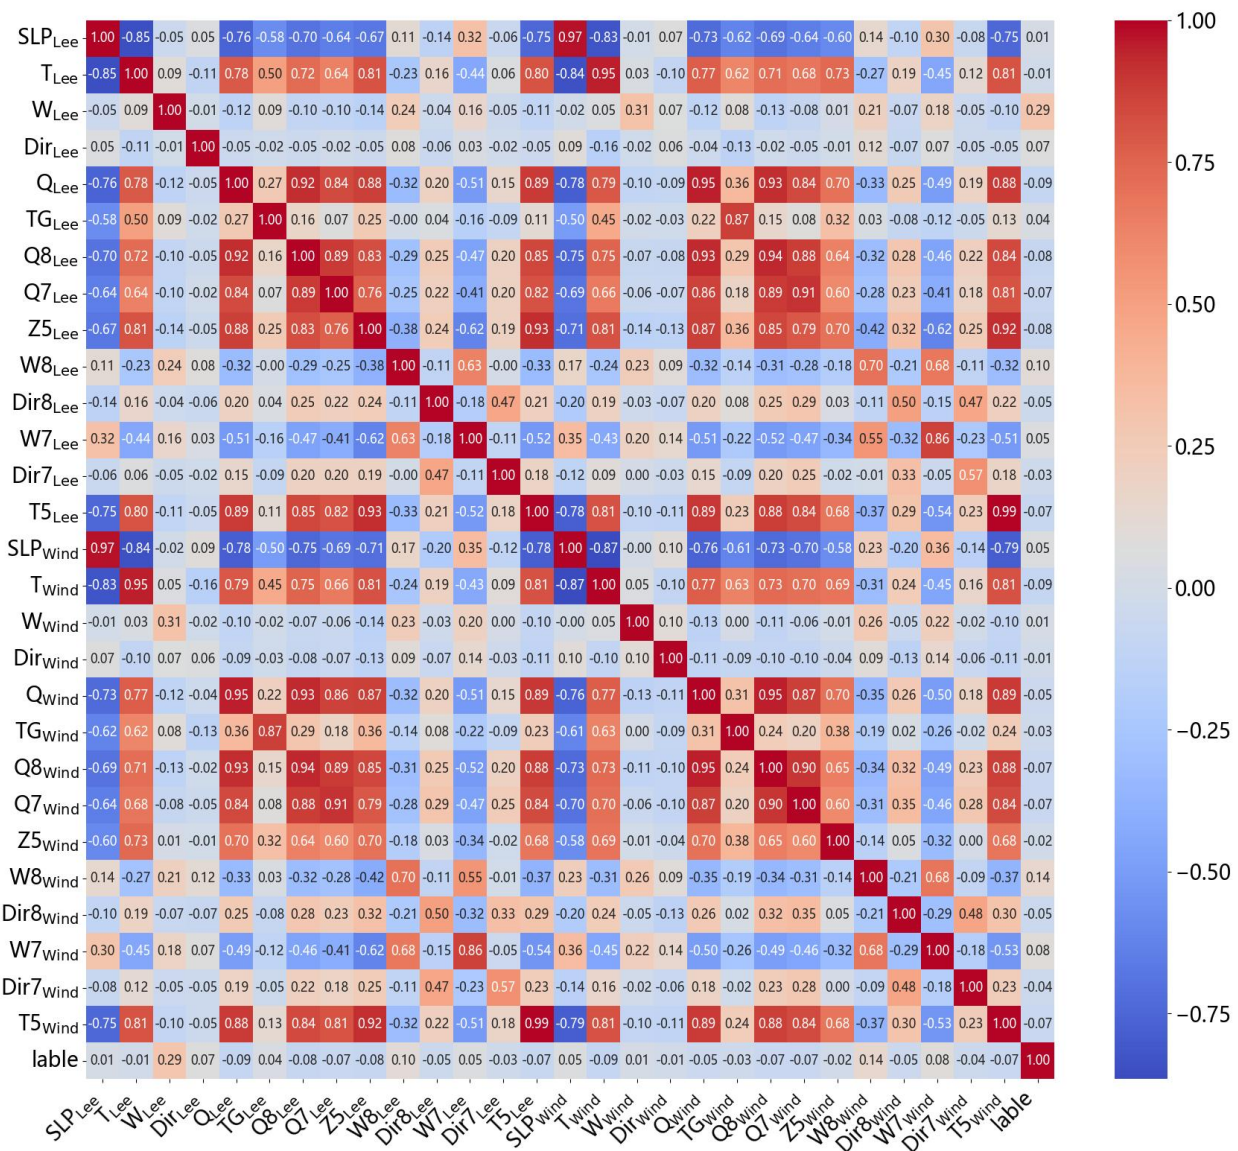 SLP_Lee 1.00 -0.85 -0.05 0.05 -0.76 -0.58 -0.70 -0.64 -0.67 0.11 -0.14 0.32 -0.06 -0.75 0.97 -0.83 -0.01 0.07 -0.73 -0.62 -0.69 -0.64 -0.60 0.14 -0.10 0.30 -0.08 -0.75 0.01
T_Lee -0.85 1.00 0.09 -0.11 0.78 0.50 0.72 0.64 0.81 -0.23 0.16 -0.44 0.06 0.80 -0.84 0.95 0.03 -0.10 0.77 0.62 0.71 0.68 0.73 -0.27 0.19 -0.45 0.12 0.81 -0.01
W_Lee -0.05 0.09 1.00 -0.01 -0.12 0.09 -0.10 -0.10 -0.14 0.24 -0.04 0.16 -0.05 -0.11 -0.02 0.05 0.31 0.07 -0.12 0.08 -0.13 -0.08 0.01 0.21 -0.07 0.18 -0.05 -0.10 0.29
Dir_Lee 0.05 -0.11 -0.01 1.00 -0.05 -0.02 -0.05 -0.02 -0.05 0.08 -0.06 0.03 -0.02 -0.05 0.09 -0.16 -0.02 0.06 -0.04 -0.13 -0.02 -0.05 -0.01 0.12 -0.07 0.07 -0.05 -0.05 0.07
Q_Lee -0.76 0.78 -0.12 -0.05 1.00 0.27 0.92 0.84 0.88 -0.32 0.20 -0.51 0.15 0.89 -0.78 0.79 -0.10 -0.09 0.95 0.36 0.93 0.84 0.70 -0.33 0.25 -0.49 0.19 0.88 -0.09
TG_Lee -0.58 0.50 0.09 -0.02 0.27 1.00 0.16 0.07 0.25 -0.00 0.04 -0.16 -0.09 0.11 -0.50 0.45 -0.02 -0.03 0.22 0.87 0.15 0.08 0.32 0.03 -0.08 -0.12 -0.05 0.13 0.04
Q8_Lee -0.70 0.72 -0.10 -0.05 0.92 0.16 1.00 0.89 0.83 -0.29 0.25 -0.47 0.20 0.85 -0.75 0.75 -0.07 -0.08 0.93 0.29 0.94 0.88 0.64 -0.32 0.28 -0.46 0.22 0.84 -0.08
Q7_Lee -0.64 0.64 -0.10 -0.02 0.84 0.07 0.89 1.00 0.76 -0.25 0.22 -0.41 0.20 0.82 -0.69 0.66 -0.06 -0.07 0.86 0.18 0.89 0.91 0.60 -0.28 0.23 -0.41 0.18 0.81 -0.07
Z5_Lee -0.67 0.81 -0.14 -0.05 0.88 0.25 0.83 0.76 1.00 -0.38 0.24 -0.62 0.19 0.93 -0.71 0.81 -0.14 -0.13 0.87 0.36 0.85 0.79 0.70 -0.42 0.32 -0.62 0.25 0.92 -0.08
W8_Lee 0.11 -0.23 0.24 0.08 -0.32 -0.00 -0.29 -0.25 -0.38 1.00 -0.11 0.63 -0.00 -0.33 0.17 -0.24 0.23 0.09 -0.32 -0.14 -0.31 -0.28 -0.18 0.70 -0.21 0.68 -0.11 -0.32 0.10
Dir8_Lee -0.14 0.16 -0.04 -0.06 0.20 0.04 0.25 0.22 0.24 -0.11 1.00 -0.18 0.47 0.21 -0.20 0.19 -0.03 -0.07 0.20 0.08 0.25 0.29 0.03 -0.11 0.50 -0.15 0.47 0.22 -0.05
W7_Lee 0.32 -0.44 0.16 0.03 -0.51 -0.16 -0.47 -0.41 -0.62 0.63 -0.18 1.00 -0.11 -0.52 0.35 -0.43 0.20 0.14 -0.51 -0.22 -0.52 -0.47 -0.34 0.55 -0.32 0.86 -0.23 -0.51 0.05
Dir7_Lee -0.06 0.06 -0.05 -0.02 0.15 -0.09 0.20 0.20 0.19 -0.00 0.47 -0.11 1.00 0.18 -0.12 0.09 0.00 -0.03 0.15 -0.09 0.20 0.25 -0.02 -0.01 0.33 -0.05 0.57 0.18 -0.03
T5_Lee -0.75 0.80 -0.11 -0.05 0.89 0.11 0.85 0.82 0.93 -0.33 0.21 -0.52 0.18 1.00 -0.78 0.81 -0.10 -0.11 0.89 0.23 0.88 0.84 0.68 -0.37 0.29 -0.54 0.23 0.99 -0.07
SLP_Wind 0.97 -0.84 -0.02 0.09 -0.78 -0.50 -0.75 -0.69 -0.71 0.17 -0.20 0.35 -0.12 -0.78 1.00 -0.87 -0.00 0.10 -0.76 -0.61 -0.73 -0.70 -0.58 0.23 -0.20 0.36 -0.14 -0.79 0.05
T_Wind -0.83 0.95 0.05 -0.16 0.79 0.45 0.75 0.66 0.81 -0.24 0.19 -0.43 0.09 0.81 -0.87 1.00 0.05 -0.10 0.77 0.63 0.73 0.70 0.69 -0.31 0.24 -0.45 0.16 0.81 -0.09
W_Wind -0.01 0.03 0.31 -0.02 -0.10 -0.02 -0.07 -0.06 -0.14 0.23 -0.03 0.20 0.00 -0.10 -0.00 0.05 1.00 0.10 -0.13 0.00 -0.11 -0.06 -0.01 0.26 -0.05 0.22 -0.02 -0.10 0.01
Dir_Wind 0.07 -0.10 0.07 0.06 -0.09 -0.03 -0.08 -0.07 -0.13 0.09 -0.07 0.14 -0.03 -0.11 0.10 -0.10 0.10 1.00 -0.11 -0.09 -0.10 -0.10 -0.04 0.09 -0.13 0.14 -0.06 -0.11 -0.01
Q_Wind -0.73 0.77 -0.12 -0.04 0.95 0.22 0.93 0.86 0.87 -0.32 0.20 -0.51 0.15 0.89 -0.76 0.77 -0.13 -0.11 1.00 0.31 0.95 0.87 0.70 -0.35 0.26 -0.50 0.18 0.89 -0.05
TG_Wind -0.62 0.62 0.08 -0.13 0.36 0.87 0.29 0.18 0.36 -0.14 0.08 -0.22 -0.09 0.23 -0.61 0.63 0.00 -0.09 0.31 1.00 0.24 0.20 0.38 -0.19 0.02 -0.26 -0.02 0.24 -0.03
Q8_Wind -0.69 0.71 -0.13 -0.02 0.93 0.15 0.94 0.89 0.85 -0.31 0.25 -0.52 0.20 0.88 -0.73 0.73 -0.11 -0.10 0.95 0.24 1.00 0.90 0.65 -0.34 0.32 -0.49 0.23 0.88 -0.07
Q7_Wind -0.64 0.68 -0.08 -0.05 0.84 0.08 0.88 0.91 0.79 -0.28 0.29 -0.47 0.25 0.84 -0.70 0.70 -0.06 -0.10 0.87 0.20 0.90 1.00 0.60 -0.31 0.35 -0.46 0.28 0.84 -0.07
Z5_Wind -0.60 0.73 0.01 -0.01 0.70 0.32 0.64 0.60 0.70 -0.18 0.03 -0.34 -0.02 0.68 -0.58 0.69 -0.01 -0.04 0.70 0.38 0.65 0.60 1.00 -0.14 0.05 -0.32 0.00 0.68 -0.02
W8_Wind 0.14 -0.27 0.21 0.12 -0.33 0.03 -0.32 -0.28 -0.42 0.70 -0.11 0.55 -0.01 -0.37 0.23 -0.31 0.26 0.09 -0.35 -0.19 -0.34 -0.31 -0.14 1.00 -0.21 0.68 -0.09 -0.37 0.14
Dir8_Wind -0.10 0.19 -0.07 -0.07 0.25 -0.08 0.28 0.23 0.32 -0.21 0.50 -0.32 0.33 0.29 -0.20 0.24 -0.05 -0.13 0.26 0.02 0.32 0.35 0.05 -0.21 1.00 -0.29 0.48 0.30 -0.05
W7_Wind 0.30 -0.45 0.18 0.07 -0.49 -0.12 -0.46 -0.41 -0.62 0.68 -0.15 0.86 -0.05 -0.54 0.36 -0.45 0.22 0.14 -0.50 -0.26 -0.49 -0.46 -0.32 0.68 -0.29 1.00 -0.18 -0.53 0.08
Dir7_Wind -0.08 0.12 -0.05 -0.05 0.19 -0.05 0.22 0.18 0.25 -0.11 0.47 -0.23 0.57 0.23 -0.14 0.16 -0.02 -0.06 0.18 -0.02 0.23 0.28 0.00 -0.09 0.48 -0.18 1.00 0.23 -0.04
T5_Wind -0.75 0.81 -0.10 -0.05 0.88 0.13 0.84 0.81 0.92 -0.32 0.22 -0.51 0.18 0.99 -0.79 0.81 -0.10 -0.11 0.89 0.24 0.88 0.84 0.68 -0.37 0.30 -0.53 0.23 1.00 -0.07
lable 0.01 -0.01 0.29 0.07 -0.09 0.04 -0.08 -0.07 -0.08 0.10 -0.05 0.05 -0.03 -0.07 0.05 -0.09 0.01 -0.01 -0.05 -0.03 -0.07 -0.07 -0.02 0.14 -0.05 0.08 -0.04 -0.07 1.00
SLP_Lee T_Lee W_Lee Dir_Lee Q_Lee TG_Lee Q8_Lee Q7_Lee Z5_Lee W8_Lee Dir8_Lee W7_Lee Dir7_Lee T5_Lee SLP_Wind T_Wind W_Wind Dir_Wind Q_Wind TG_Wind Q8_Wind Q7_Wind Z5_Wind W8_Wind Dir8_Wind W7_Wind Dir7_Wind T5_Wind lable
1.00
0.75
0.50
0.25
0.00
−0.25
−0.50
−0.75